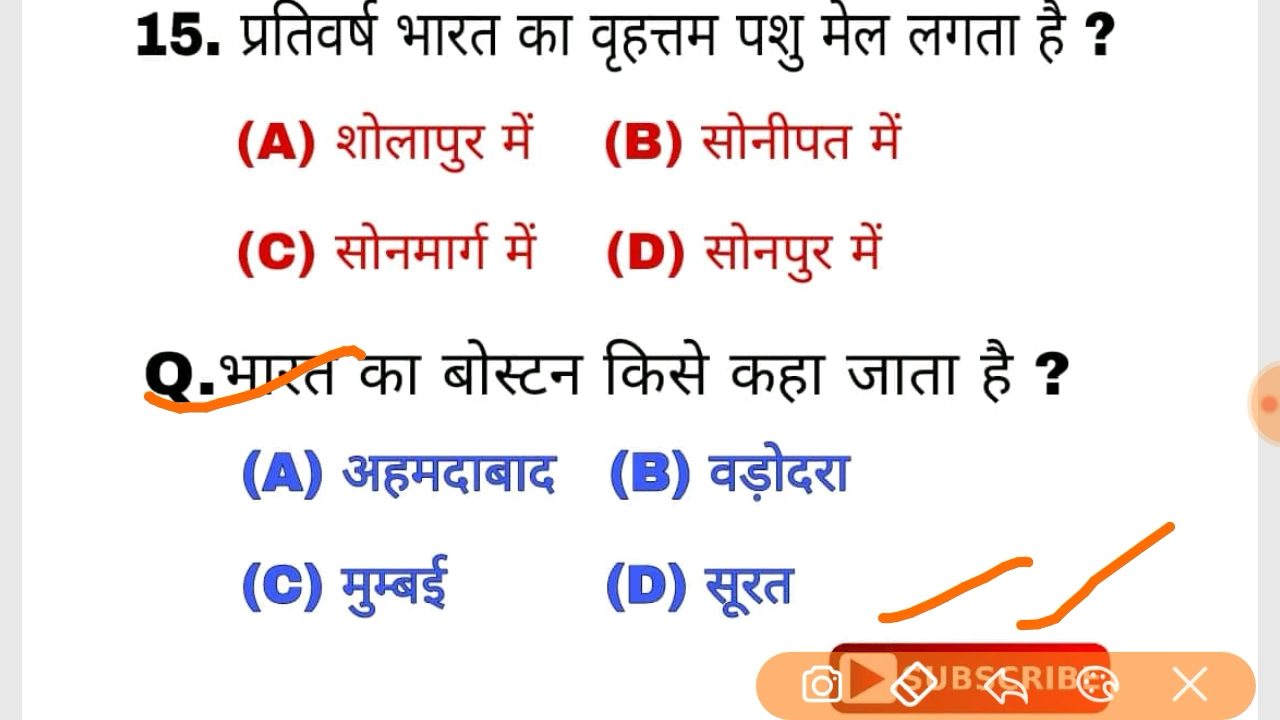 15. प्रतिवर्ष भारत का वृहत्तम पशु मेल लगता है ?
(A) शोलापुर में (B) सोनीपत में
(C) सोनमार्ग में (D) सोनपुर में
Q.भारत का बोस्टन किसे कहा जाता है ?
(A) अहमदाबाद (B) वड़ोदरा
(C) मुम्बई (D) सूरत
SUBSCRIBE